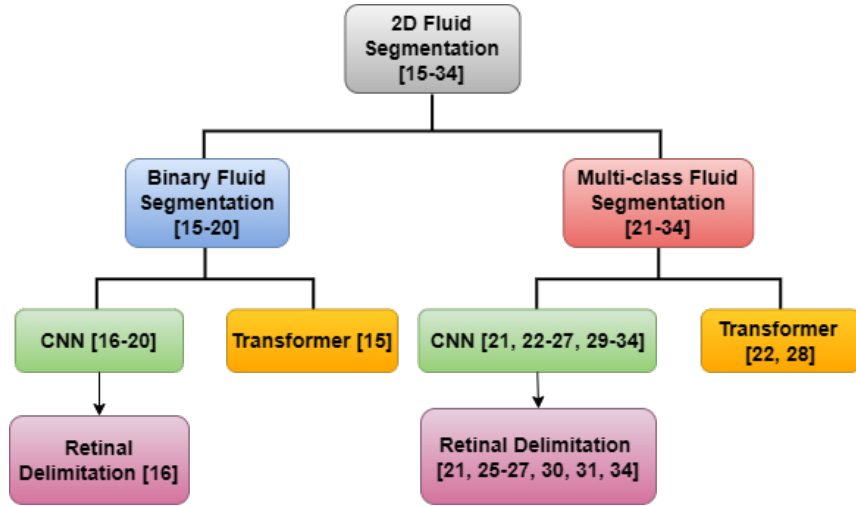 2D Fluid
Segmentation
[15-34]
Binary Fluid
Segmentation
[15-20]
Multi-class Fluid
Segmentation
[21-34]
CNN [16-20]
Transformer [15]
CNN [21, 22-27, 29-34]
Transformer
[22, 28]
Retinal
Delimitation [16]
Retinal Delimitation
[21, 25-27, 30, 31, 34]